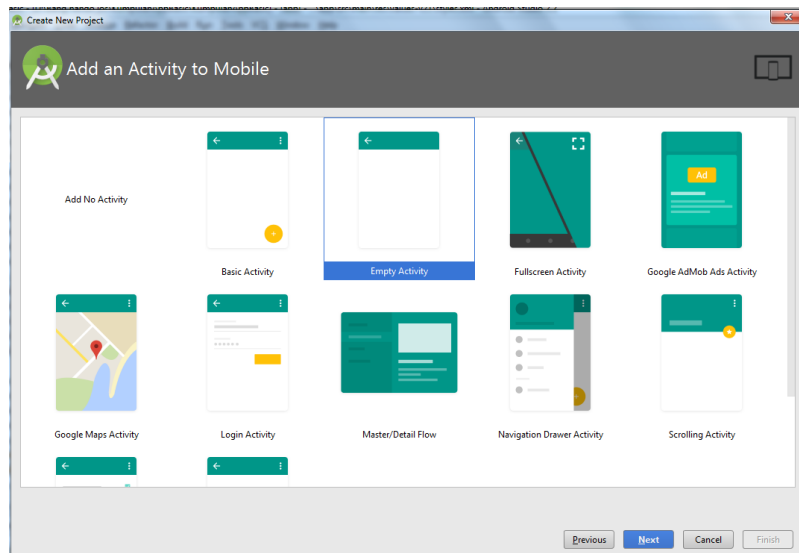 Create New Project
Add an Activity to Mobile
Add No Activity
Basic Activity
Empty Activity
Fullscreen Activity
Ad
Google AdMob Ads Activity
Google Maps Activity
Login Activity
Master/Detail Flow
Navigation Drawer Activity
Scrolling Activity
Previous
Next
Cancel
Finish